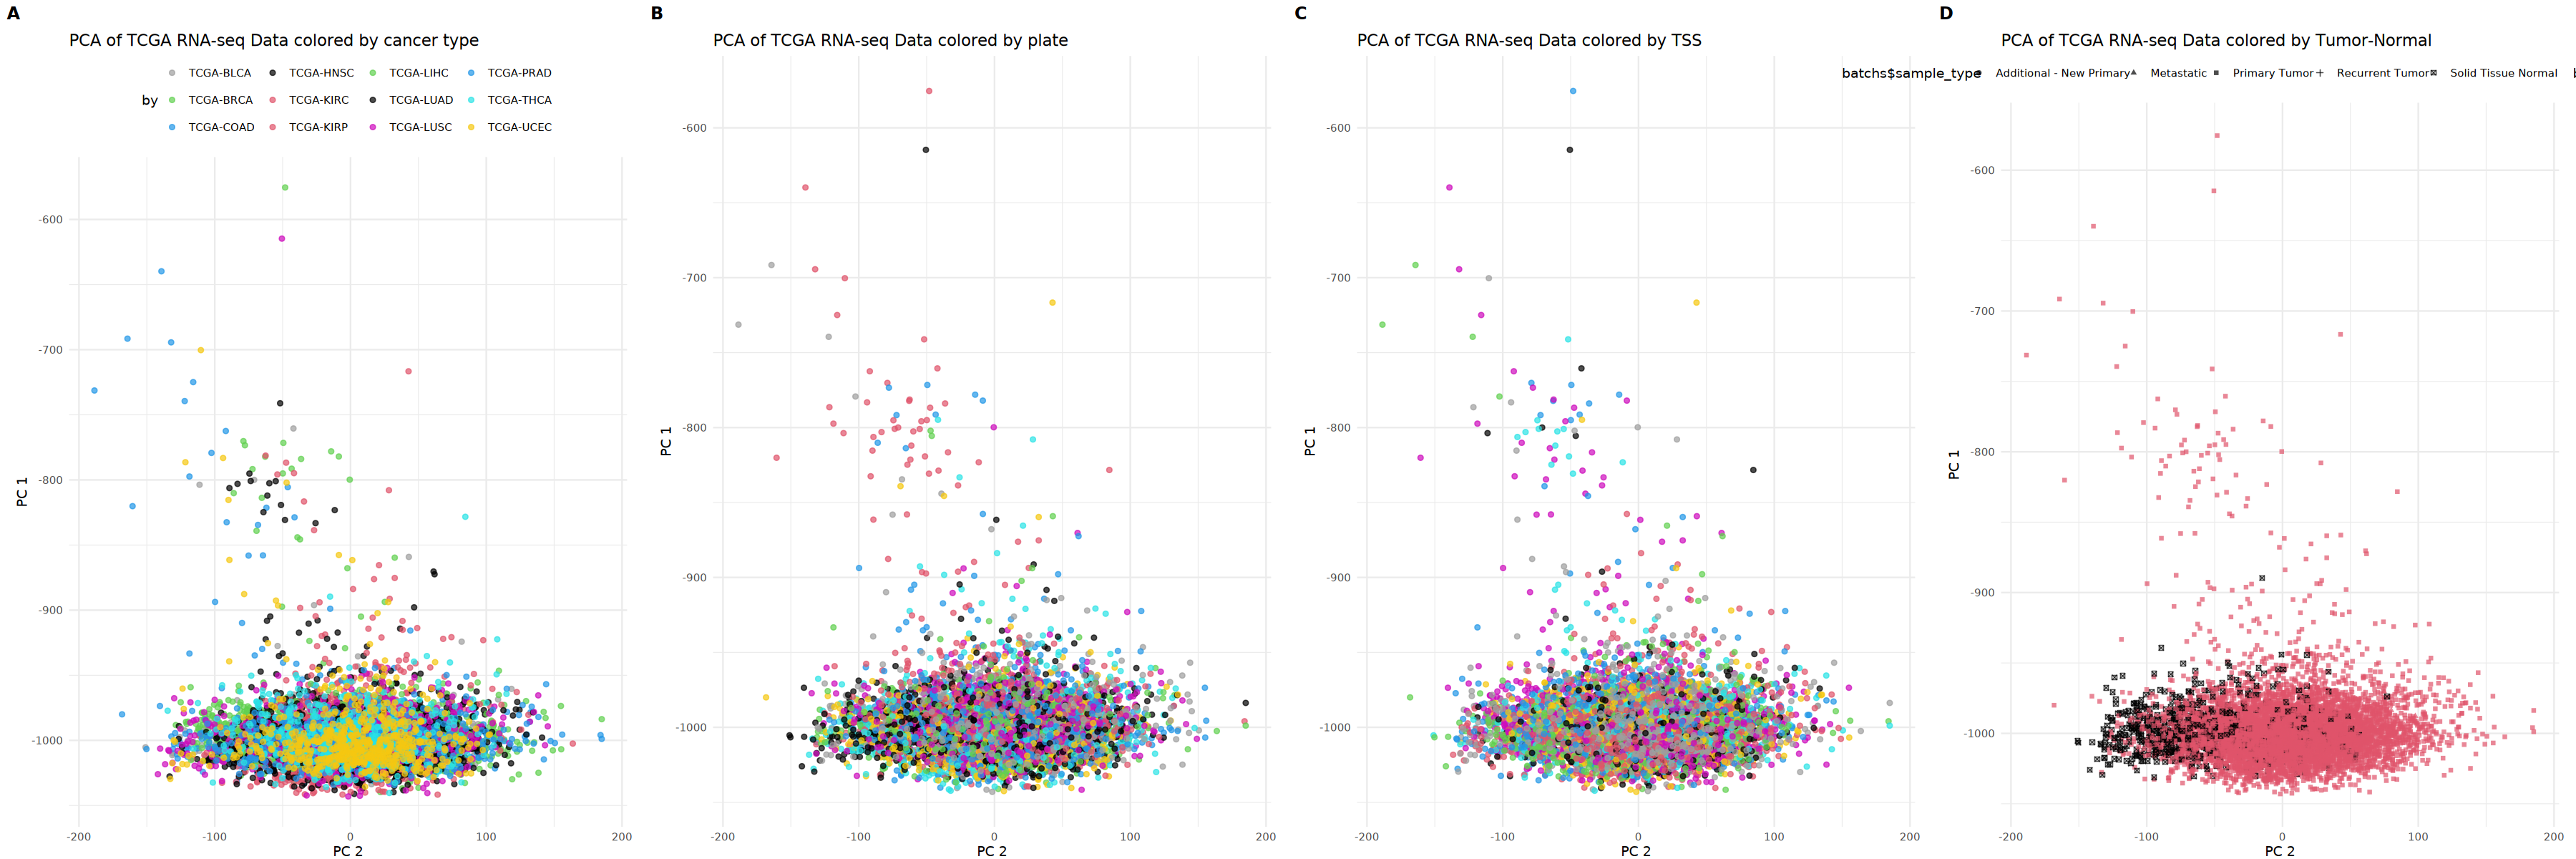 A
PCA of TCGA RNA-seq Data colored by cancer type
by
TCGA-BLCA TCGA-HNSC TCGA-LIHC TCGA-PRAD
TCGA-BRCA TCGA-KIRC TCGA-LUAD TCGA-THCA
TCGA-COAD TCGA-KIRP TCGA-LUSC TCGA-UCEC
PC 1
-600
-700
-800
-900
-1000
-200 -100 0 100 200
PC 2
B
PCA of TCGA RNA-seq Data colored by plate
PC 1
-600
-700
-800
-900
-1000
-200 -100 0 100 200
PC 2
C
PCA of TCGA RNA-seq Data colored by TSS
PC 1
-600
-700
-800
-900
-1000
-200 -100 0 100 200
PC 2
D
PCA of TCGA RNA-seq Data colored by Tumor-Normal
batchs$sample_type Additional - New Primary Metastatic Primary Tumor Recurrent Tumor Solid Tissue Normal
PC 1
-600
-700
-800
-900
-1000
-200 -100 0 100 200
PC 2